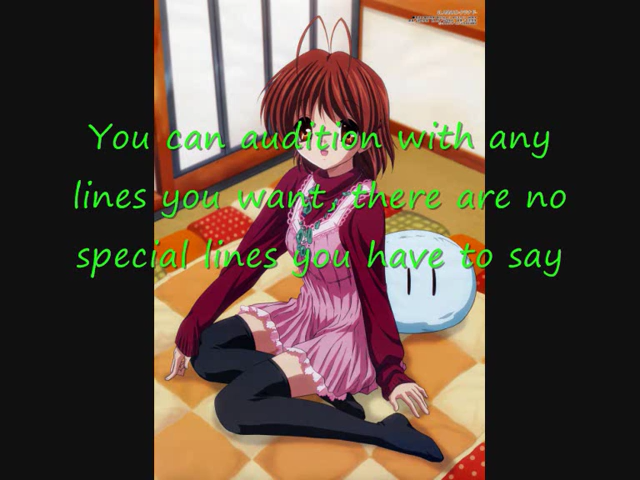 You can audition with any
lines you want, there are no
special lines you have to say